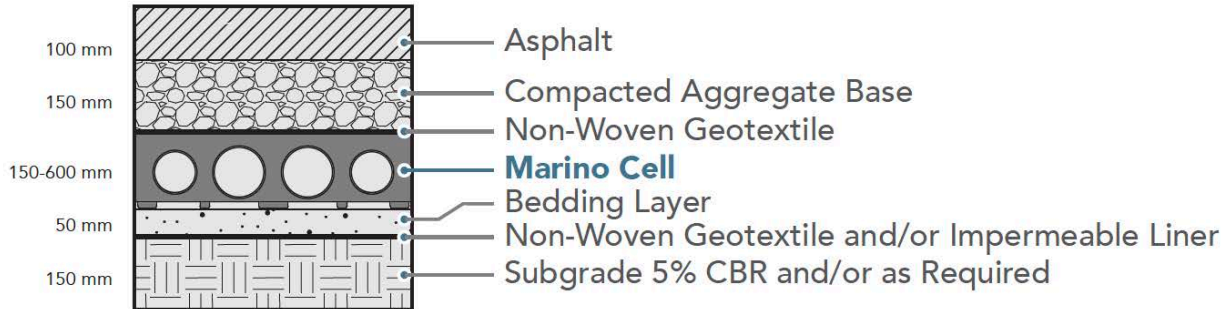 100 mm
Asphalt
150 mm
Compacted Aggregate Base
Non-Woven Geotextile
150-600 mm
Marino Cell
Bedding Layer
50 mm
Non-Woven Geotextile and/or Impermeable Liner
150 mm
Subgrade 5% CBR and/or as Required